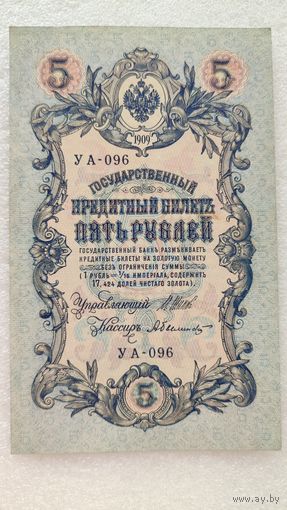 5 5
1909
УА-096
ГОСУДАРСТВЕННЫЙ
КРЕДИТНЫЙ БИЛЕТЪ
ПЯТЬ РУБЛЕЙ
ГОСУДАРСТВЕННЫЙ БАНКЪ РАЗМѢНИВАЕТЪ
КРЕДИТНЫЕ БИЛЕТЫ НА ЗОЛОТУЮ МОНЕТУ
БЕЗЪ ОГРАНИЧЕНІЯ СУММЫ
(1 РУБЛЬ = 1/15 ИМПЕРІАЛА, СОДЕРЖИТЪ
17,424 ДОЛЕЙ ЧИСТАГО ЗОЛОТА).
Управляющій
Кассиръ
УА-096
5
www.ay.by